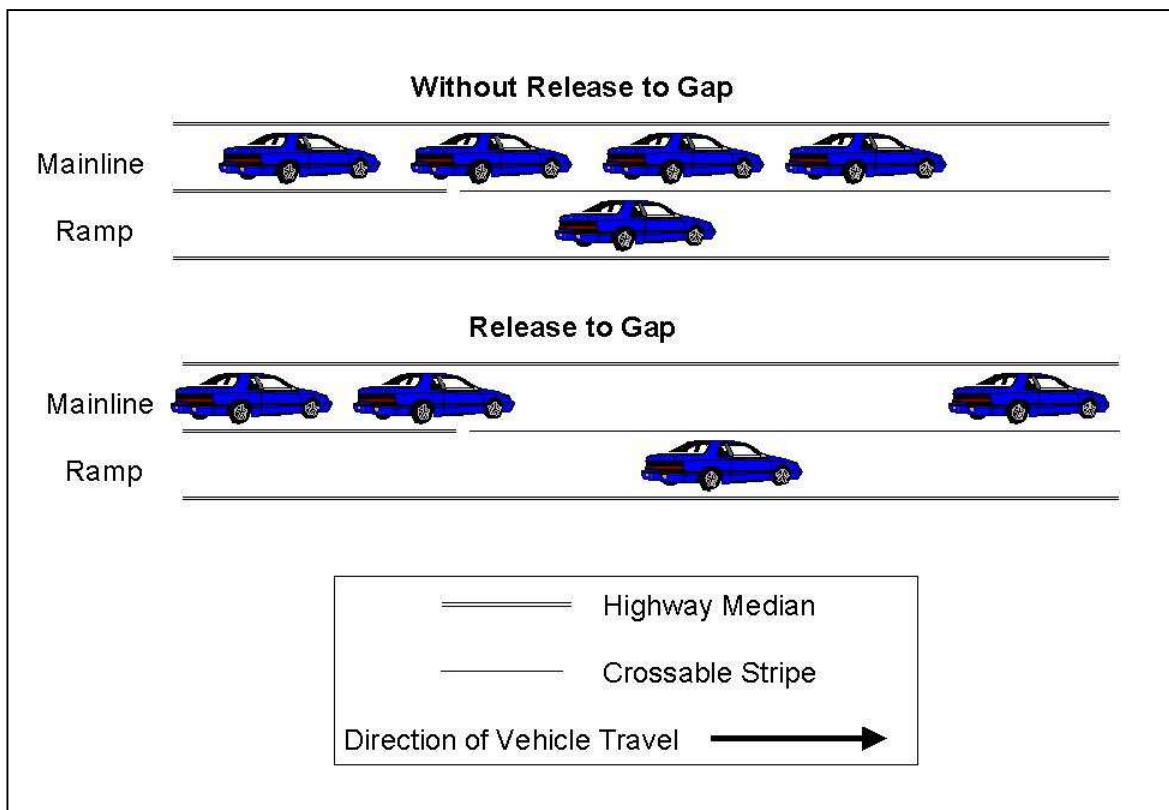 Without Release to Gap
Mainline
Ramp
Release to Gap
Mainline
Ramp
Highway Median
Crossable Stripe
Direction of Vehicle Travel